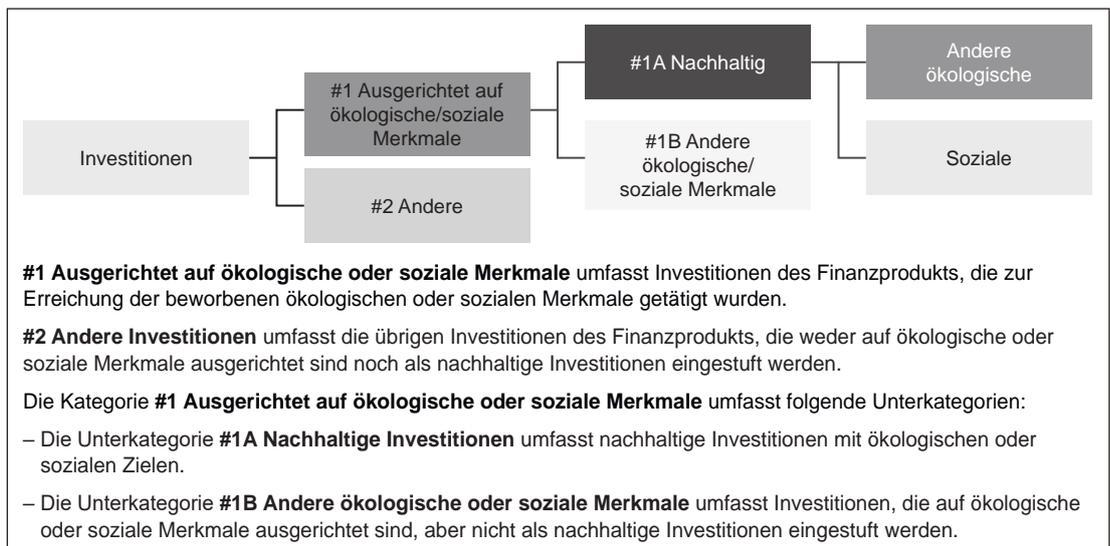 Investitionen
#1 Ausgerichtet auf
ökologische/soziale
Merkmale
#2 Andere
#1A Nachhaltig
#1B Andere
ökologische/
soziale Merkmale
Andere
ökologische
Soziale
#1 Ausgerichtet auf ökologische oder soziale Merkmale umfasst Investitionen des Finanzprodukts, die zur
Erreichung der beworbenen ökologischen oder sozialen Merkmale getätigt wurden.
#2 Andere Investitionen umfasst die übrigen Investitionen des Finanzprodukts, die weder auf ökologische oder
soziale Merkmale ausgerichtet sind noch als nachhaltige Investitionen eingestuft werden.
Die Kategorie #1 Ausgerichtet auf ökologische oder soziale Merkmale umfasst folgende Unterkategorien:
– Die Unterkategorie #1A Nachhaltige Investitionen umfasst nachhaltige Investitionen mit ökologischen oder
sozialen Zielen.
– Die Unterkategorie #1B Andere ökologische oder soziale Merkmale umfasst Investitionen, die auf ökologische
oder soziale Merkmale ausgerichtet sind, aber nicht als nachhaltige Investitionen eingestuft werden.